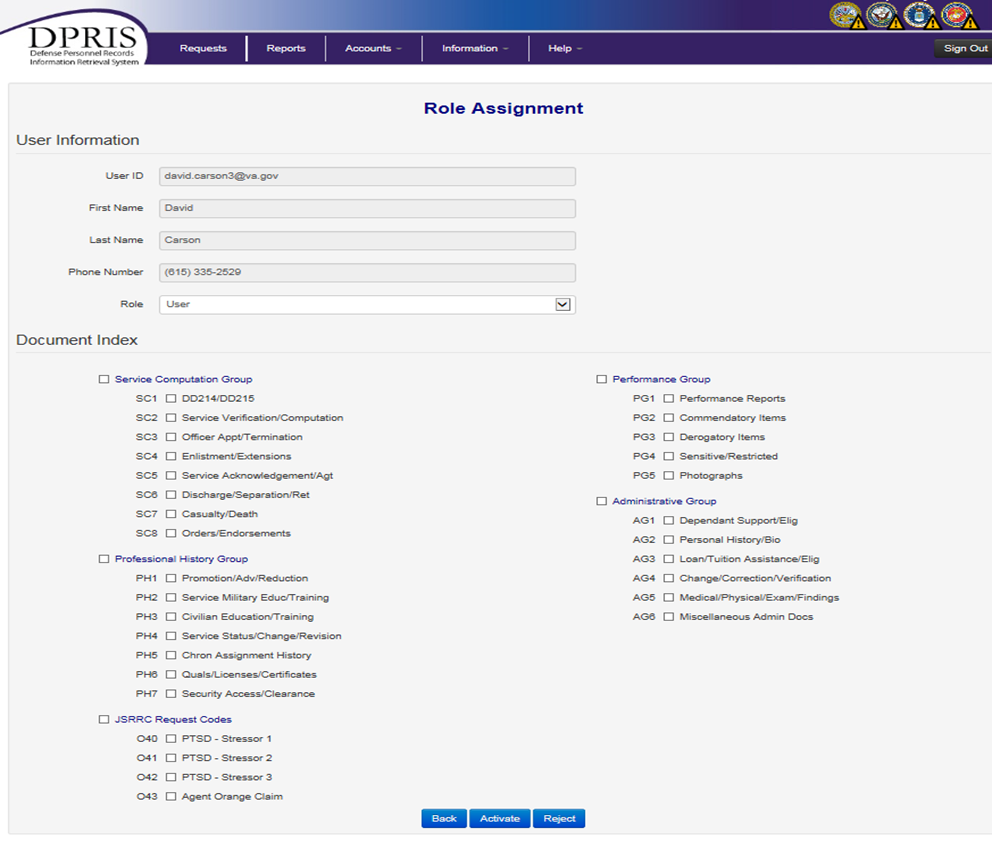 DPRIS
Defense Personnel Records
Information Retrieval System
Requests
Reports
Accounts
Information
Help
Sign Out
Role Assignment
User Information
User ID david.carson3@va.gov
First Name David
Last Name Carson
Phone Number (615) 335-2529
Role User
Document Index
Service Computation Group
SC1 DD214/DD215
SC2 Service Verification/Computation
SC3 Officer Appt/Termination
SC4 Enlistment/Extensions
SC5 Service Acknowledgement/Agt
SC6 Discharge/Separation/Ret
SC7 Casualty/Death
SC8 Orders/Endorsements
Professional History Group
PH1 Promotion/Adv/Reduction
PH2 Service Military Educ/Training
PH3 Civilian Education/Training
PH4 Service Status/Change/Revision
PH5 Chron Assignment History
PH6 Quals/Licenses/Certificates
PH7 Security Access/Clearance
JSRRC Request Codes
O40 PTSD - Stressor 1
O41 PTSD - Stressor 2
O42 PTSD - Stressor 3
O43 Agent Orange Claim
Performance Group
PG1 Performance Reports
PG2 Commendatory Items
PG3 Derogatory Items
PG4 Sensitive/Restricted
PG5 Photographs
Administrative Group
AG1 Dependant Support/Elig
AG2 Personal History/Bio
AG3 Loan/Tuition Assistance/Elig
AG4 Change/Correction/Verification
AG5 Medical/Physical/Exam/Findings
AG6 Miscellaneous Admin Docs
Back
Activate
Reject